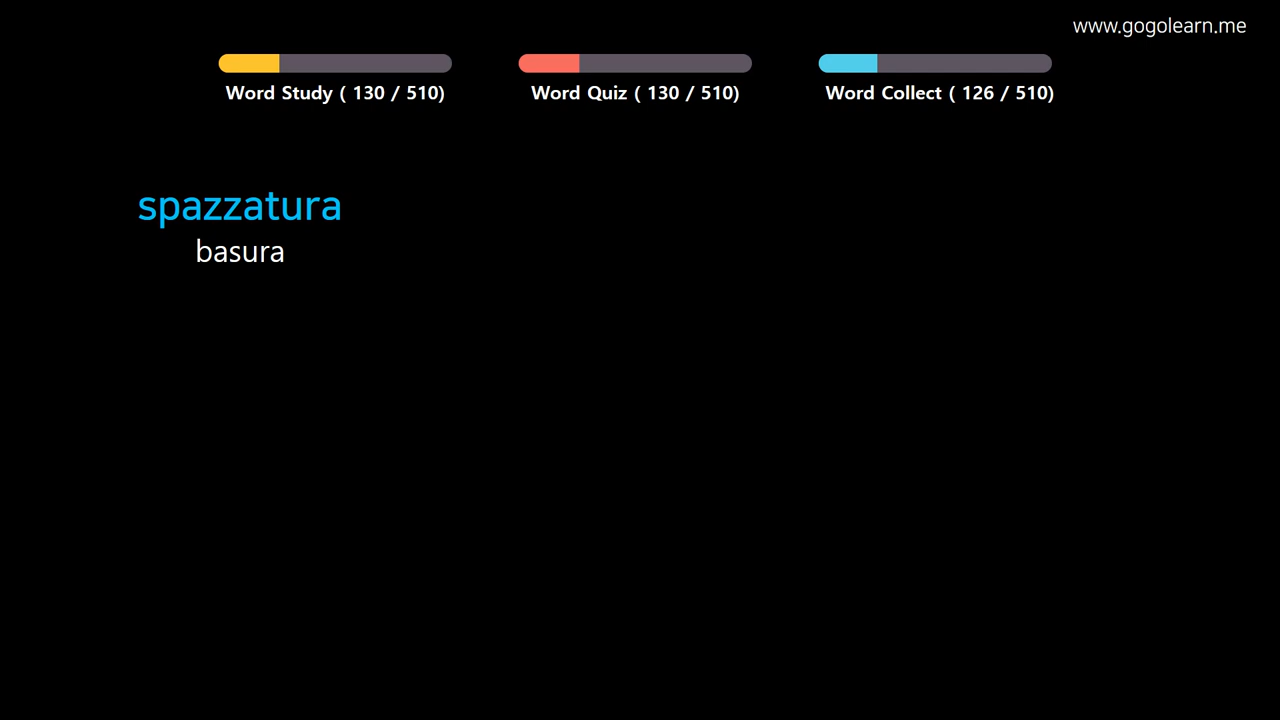 www.gogolearn.me
Word Study ( 130 / 510)
Word Quiz ( 130 / 510)
Word Collect ( 126 / 510)
spazzatura
basura